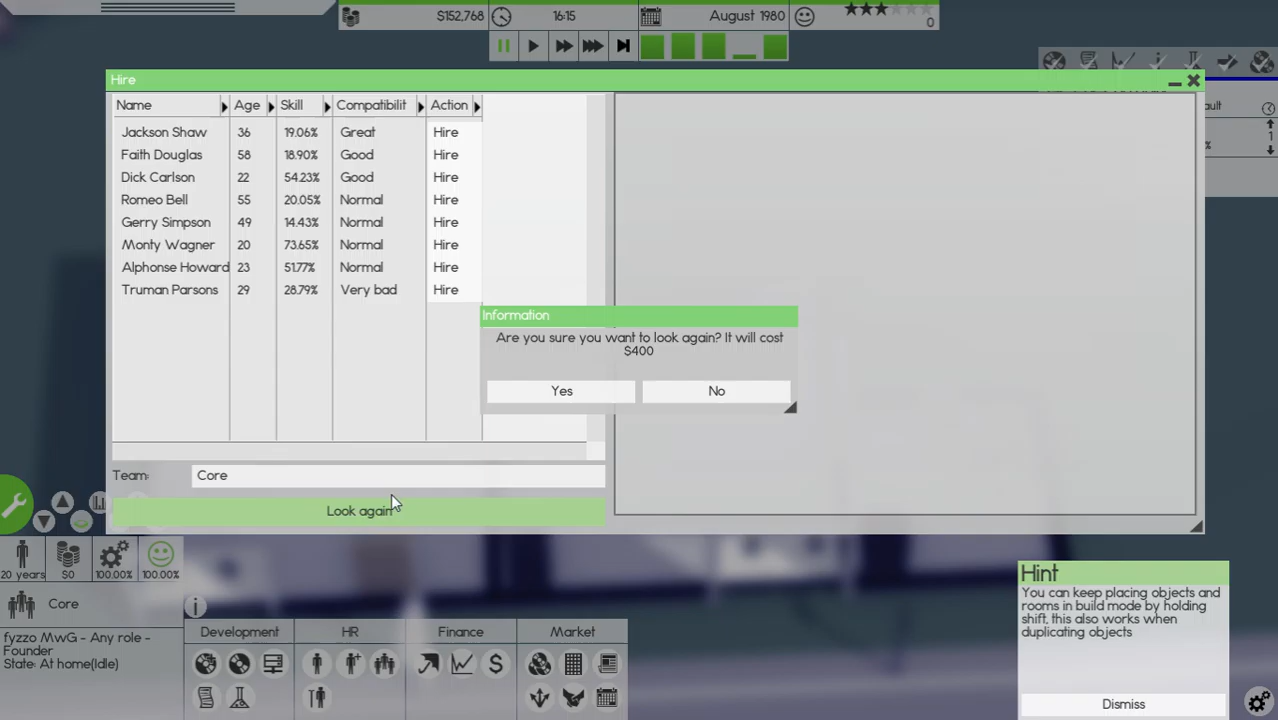 $152,768
16:15
August 1980
0
Hire
Name Age Skill Compatibilit Action
Jackson Shaw 36 19.06% Great Hire
Faith Douglas 58 18.90% Good Hire
Dick Carlson 22 54.23% Good Hire
Romeo Bell 55 20.05% Normal Hire
Gerry Simpson 49 14.43% Normal Hire
Monty Wagner 20 73.65% Normal Hire
Alphonse Howard 23 51.77% Normal Hire
Truman Parsons 29 28.79% Very bad Hire
ault
1
%
Information
Are you sure you want to look again? It will cost
$400
Yes No
Team: Core
Look again
20 years $0 100.00% 100.00%
Core
fyzzo MwG - Any role -
Founder
State: At home(Idle)
Development HR Finance Market
Hint
You can keep placing objects and
rooms in build mode by holding
shift, this also works when
duplicating objects
Dismiss